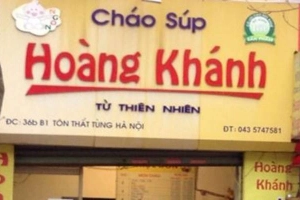 Cháo Súp
Hoàng Khánh
TỪ THIÊN NHIÊN
ĐC: 36b B1 TÔN THẤT TÙNG HÀ NỘI
ĐT: 043 5747581
Hoàng
Khánh